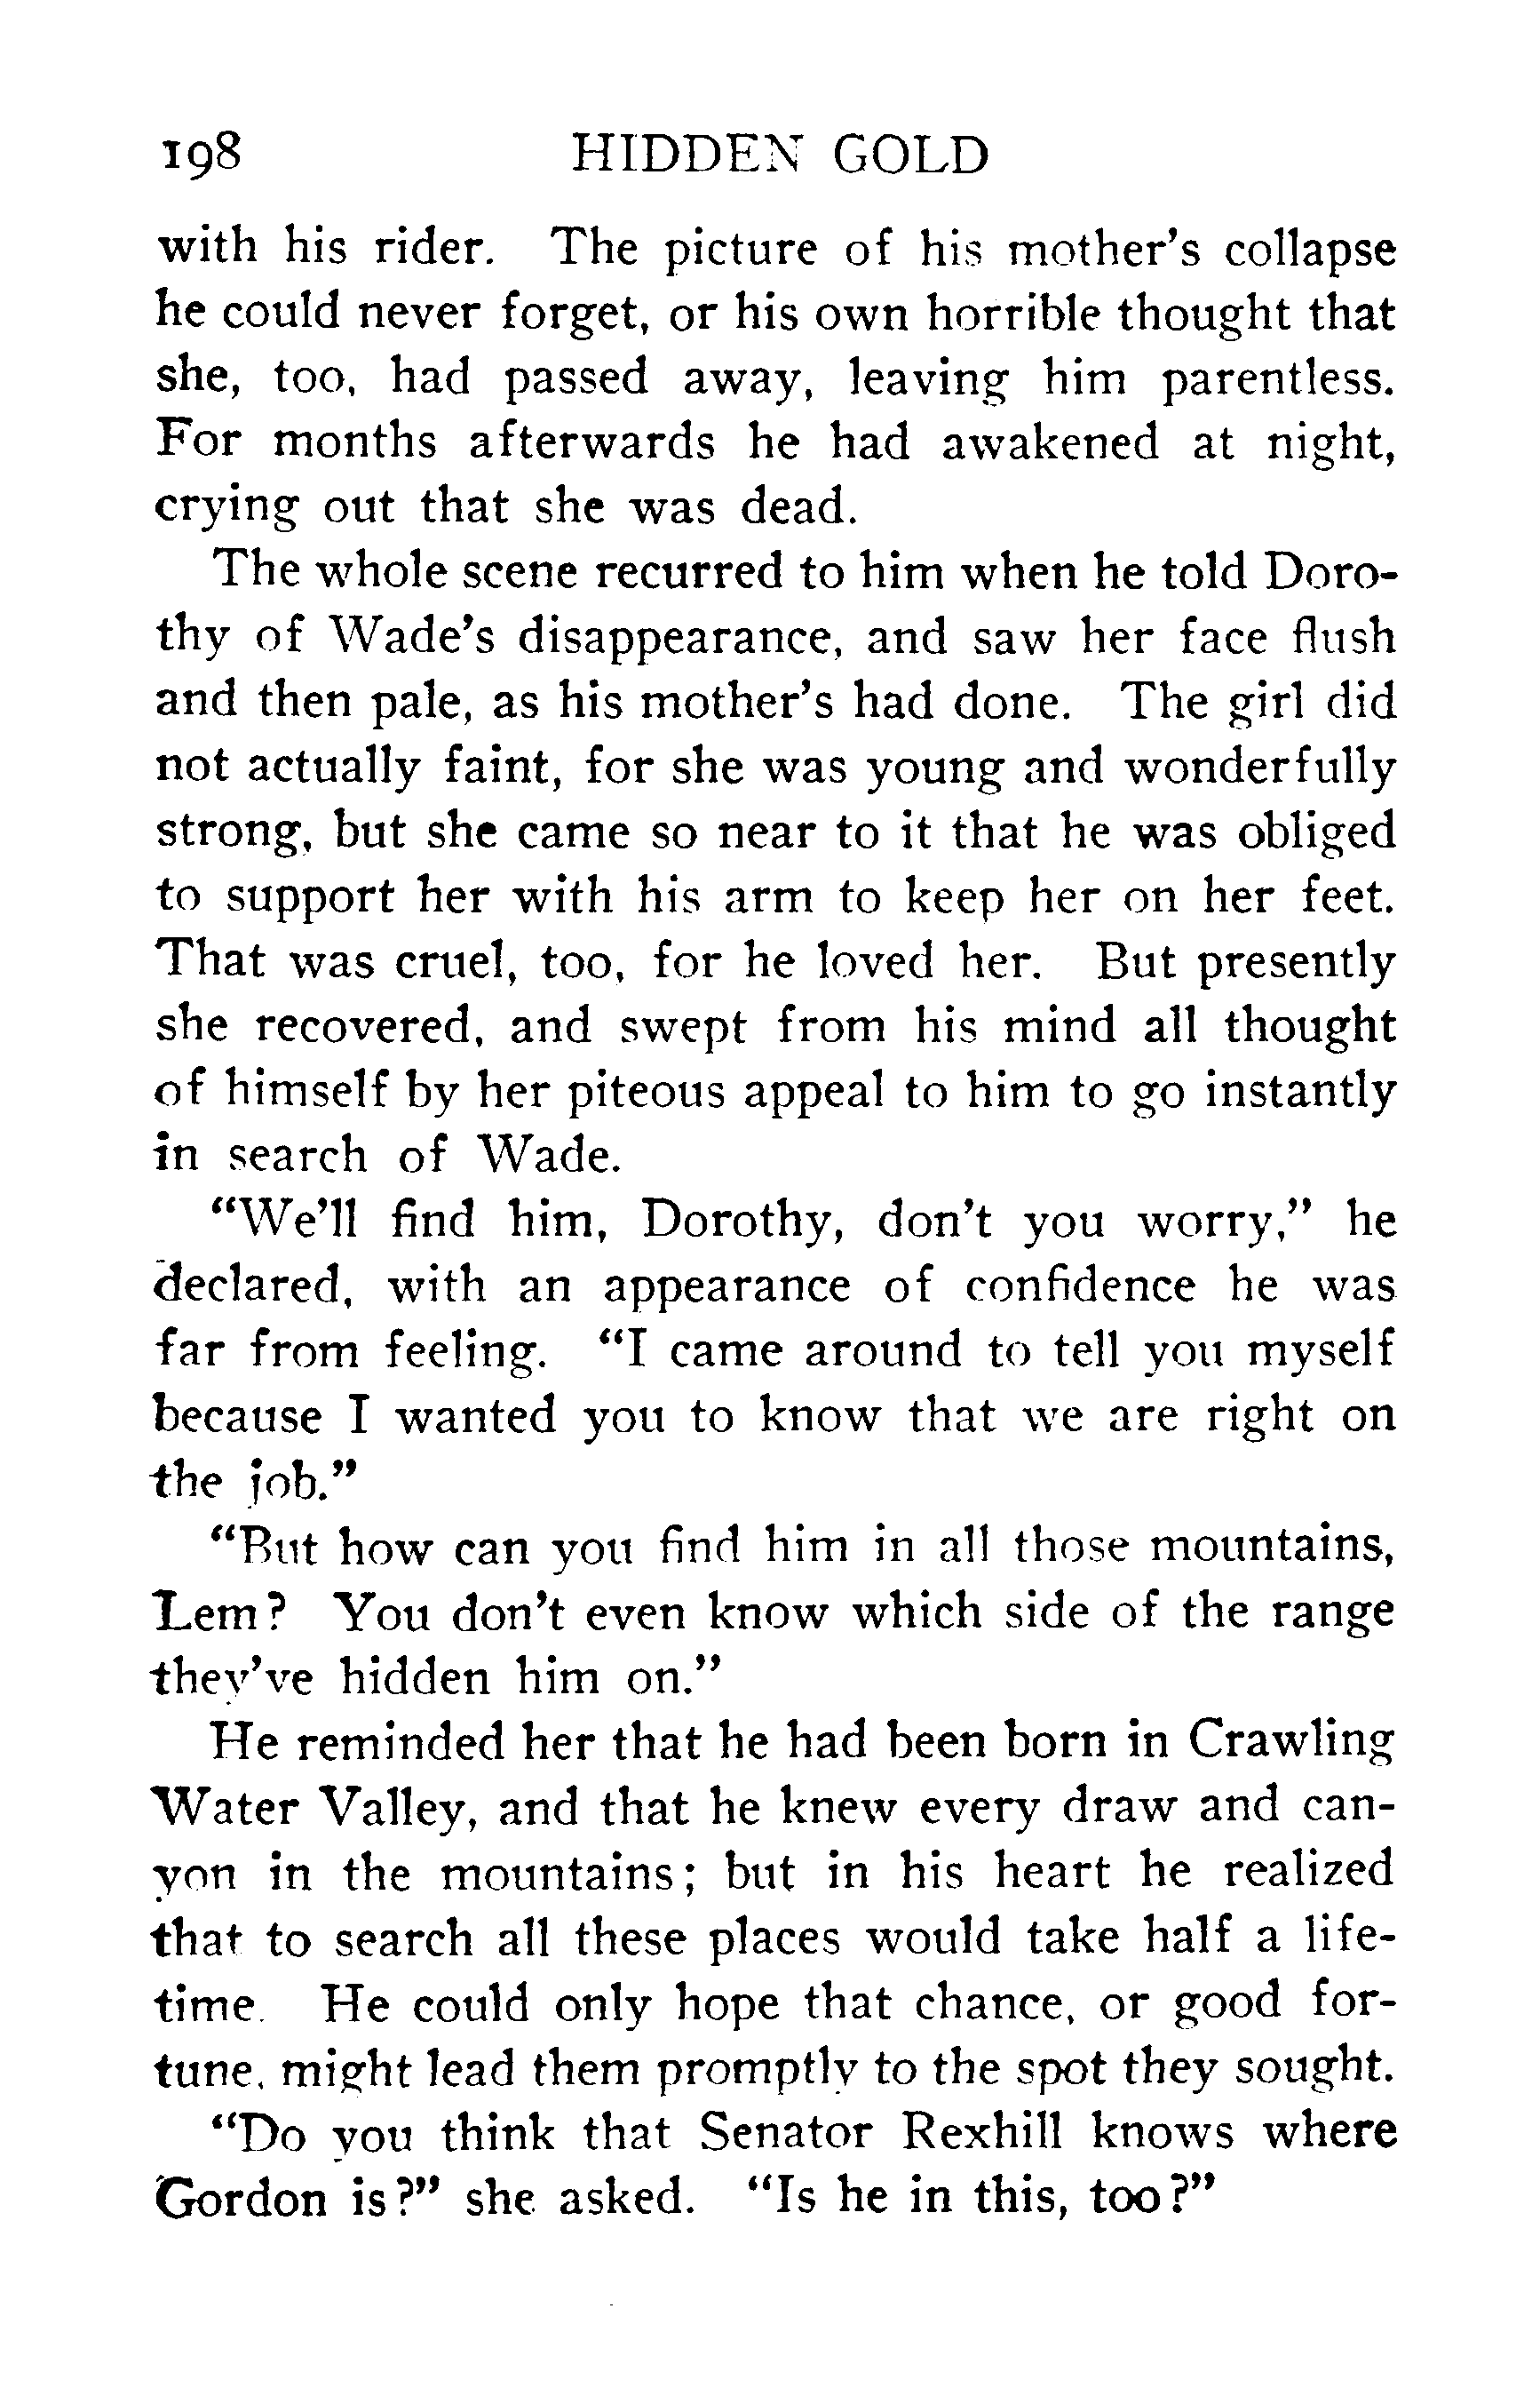 198 HIDDEN GOLD
with his rider. The picture of his mother's collapse
he could never forget, or his own horrible thought that
she, too, had passed away, leaving him parentless.
For months afterwards he had awakened at night,
crying out that she was dead.
The whole scene recurred to him when he told Doro-
thy of Wade's disappearance, and saw her face flush
and then pale, as his mother's had done. The girl did
not actually faint, for she was young and wonderfully
strong, but she came so near to it that he was obliged
to support her with his arm to keep her on her feet.
That was cruel, too, for he loved her. But presently
she recovered, and swept from his mind all thought
of himself by her piteous appeal to him to go instantly
in search of Wade.
"We'll find him, Dorothy, don't you worry," he
declared, with an appearance of confidence he was
far from feeling. "I came around to tell you myself
because I wanted you to know that we are right on
the job."
"But how can you find him in all those mountains,
Lem? You don't even know which side of the range
they've hidden him on."
He reminded her that he had been born in Crawling
Water Valley, and that he knew every draw and can-
yon in the mountains; but in his heart he realized
that to search all these places would take half a life-
time. He could only hope that chance, or good for-
tune, might lead them promptly to the spot they sought.
"Do you think that Senator Rexhill knows where
Gordon is?" she asked. "Is he in this, too?"